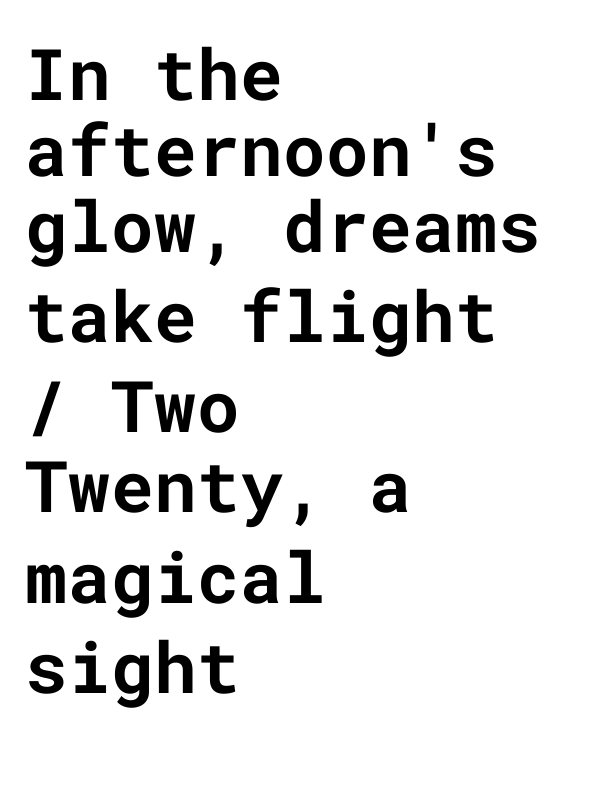 In the
afternoon's
glow, dreams
take flight
/ Two
Twenty, a
magical
sight